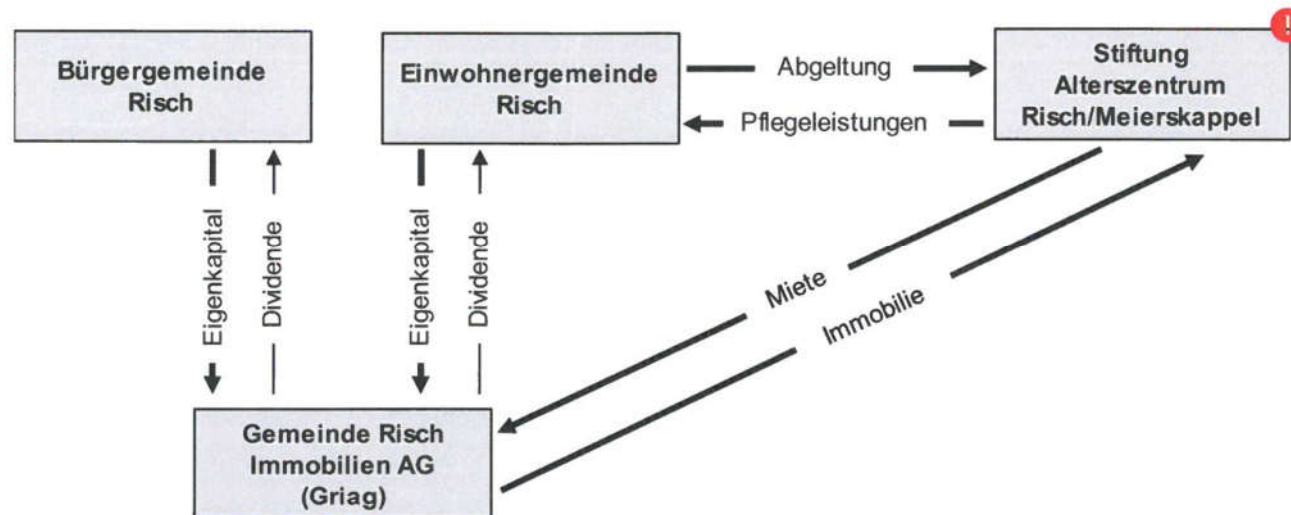 Bürgergemeinde
Risch
Einwohnergemeinde
Risch
Abgeltung
Pflegeleistungen
Stiftung
Alterszentrum
Risch/Meierskappel
!
Eigenkapital
Dividende
Eigenkapital
Dividende
Miete
Immobilie
Gemeinde Risch
Immobilien AG
(Griag)